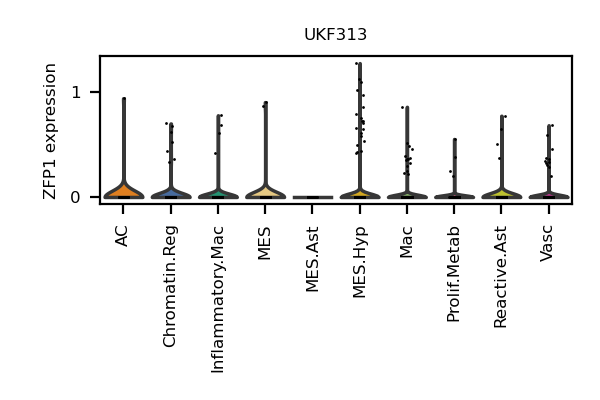 UKF313
ZFP1 expression
1
0
AC
Chromatin.Reg
Inflammatory.Mac
MES
MES.Ast
MES.Hyp
Mac
Prolif.Metab
Reactive.Ast
Vasc